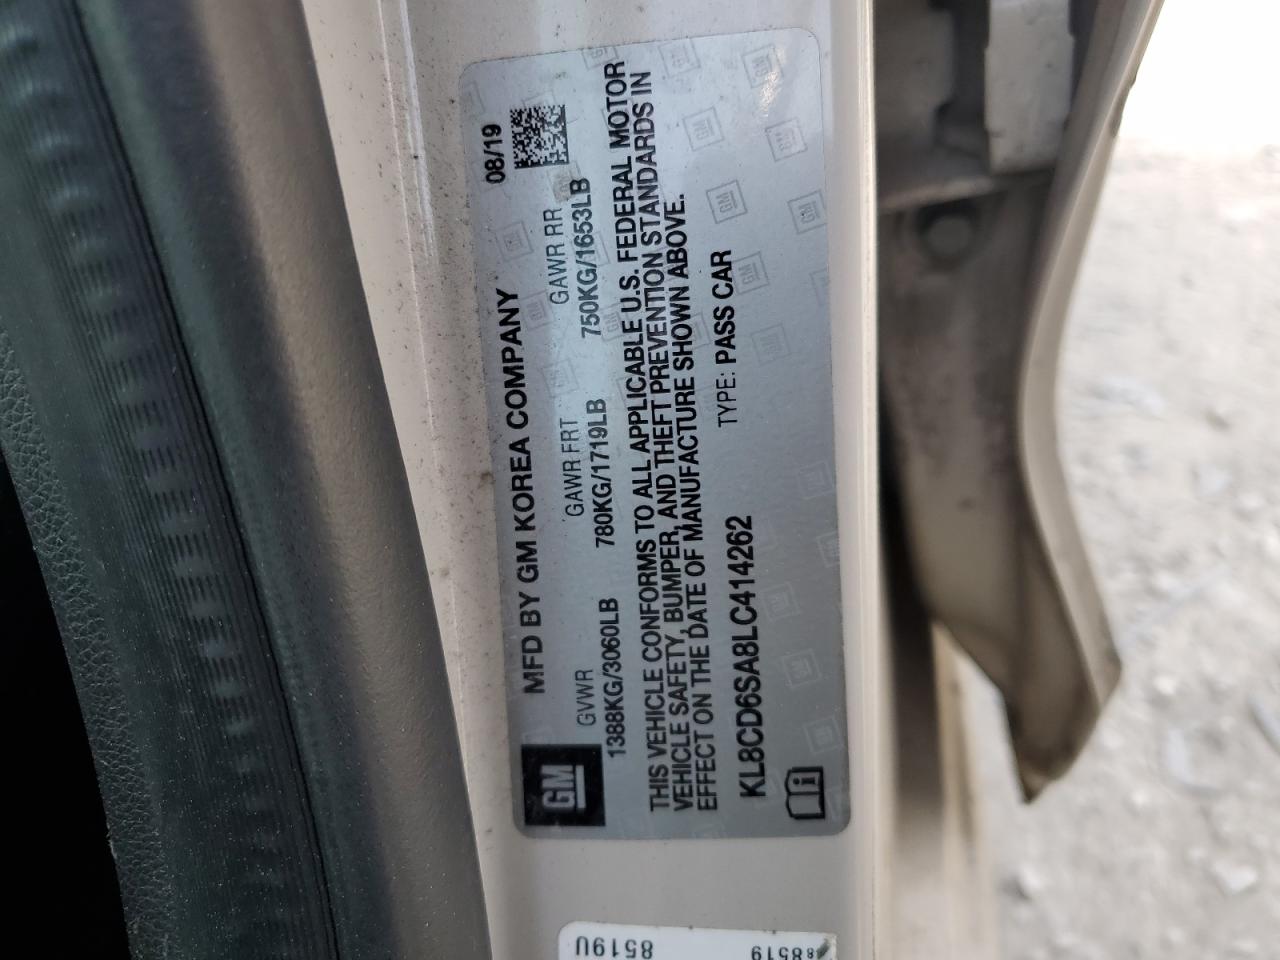 MFD BY GM KOREA COMPANY 08/19
GM
GVWR GAWR FRT GAWR RR
1388KG/3060LB 780KG/1719LB 750KG/1653LB
THIS VEHICLE CONFORMS TO ALL APPLICABLE U.S. FEDERAL MOTOR
VEHICLE SAFETY, BUMPER, AND THEFT PREVENTION STANDARDS IN
EFFECT ON THE DATE OF MANUFACTURE SHOWN ABOVE.
KL8CD6SA8LC414262 TYPE: PASS CAR
8519U
8519